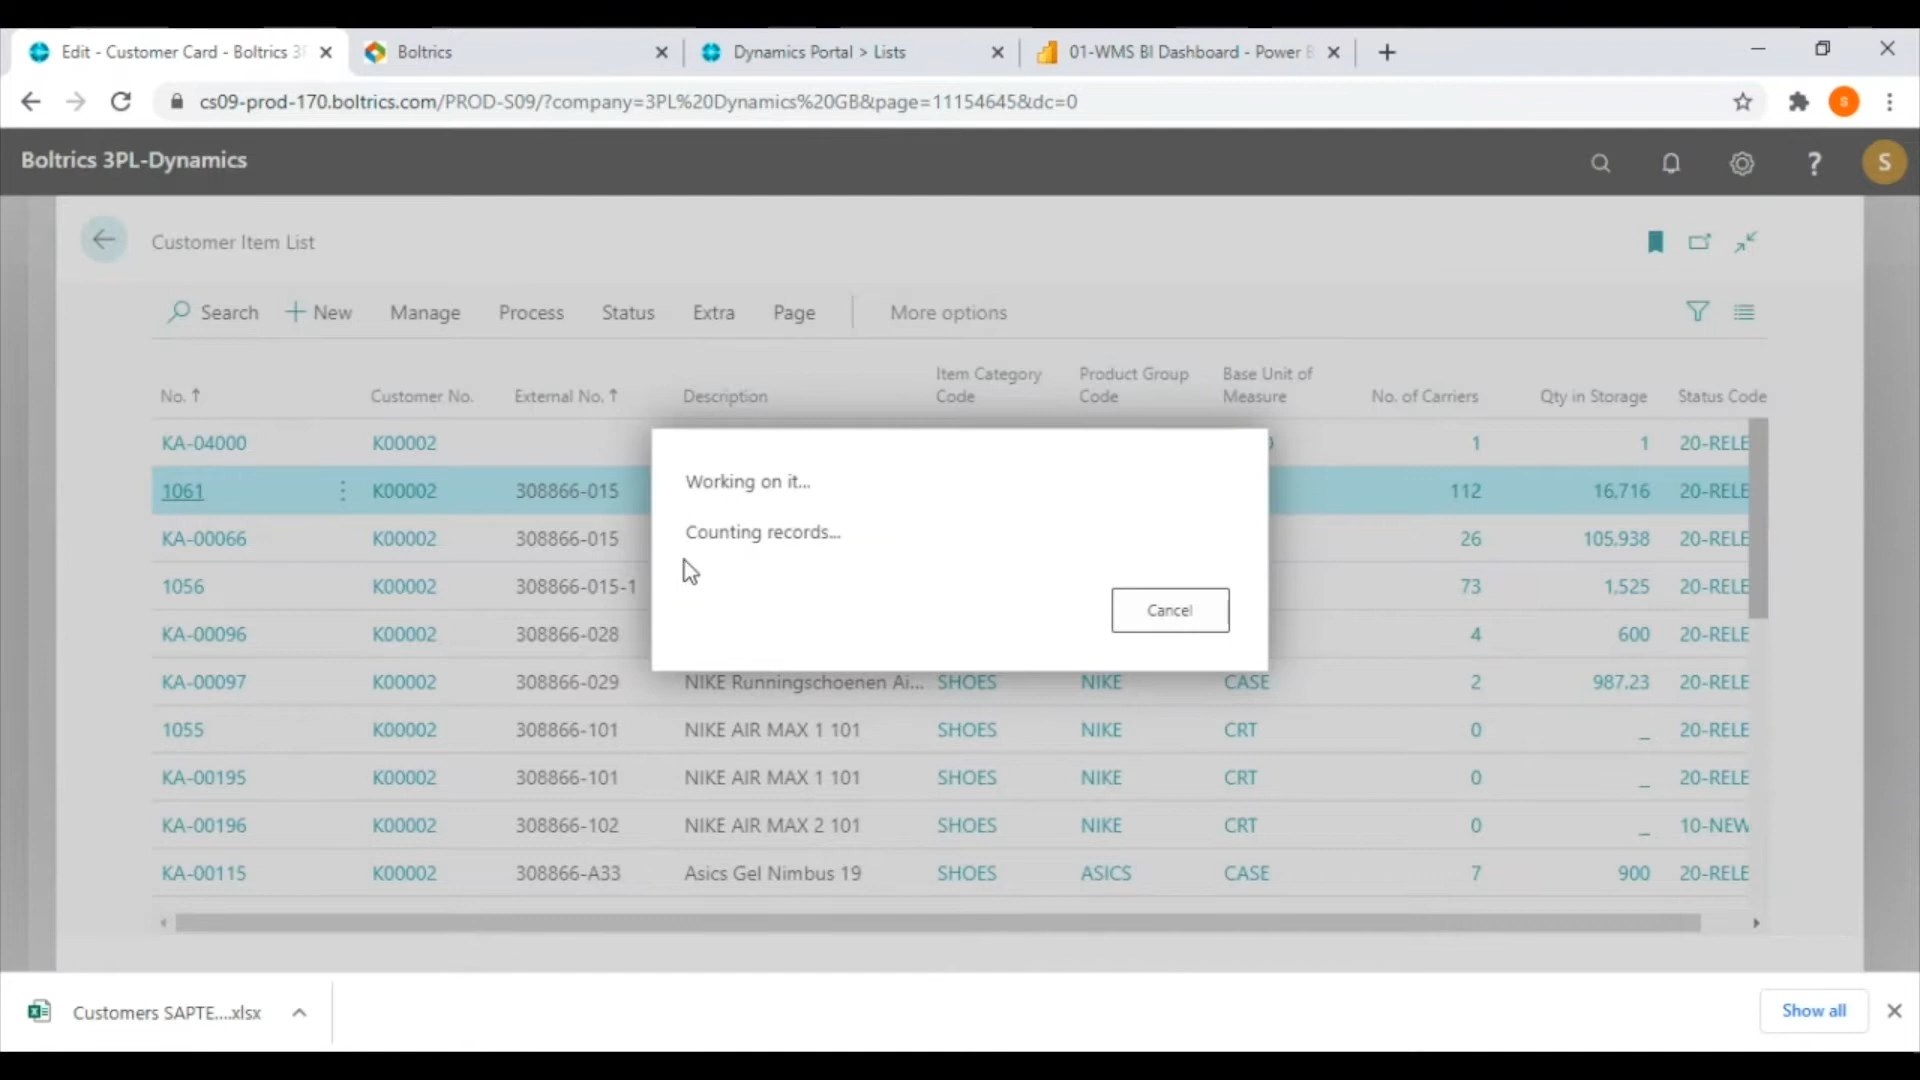 Edit - Customer Card - Boltrics 3
Boltrics
Dynamics Portal > Lists
01-WMS BI Dashboard - Power B
cs09-prod-170.boltrics.com/PROD-S09/?company=3PL%20Dynamics%20GB&page=11154645&dc=0
S
Boltrics 3PL-Dynamics
?
S
Customer Item List
Search
New
Manage
Process
Status
Extra
Page
More options
No. ↑
Customer No.
External No. ↑
Description
Item Category Code
Product Group Code
Base Unit of Measure
No. of Carriers
Qty in Storage
Status Code
KA-04000 K00002 1 1 20-RELE
1061 K00002 308866-015 112 16,716 20-RELE
KA-00066 K00002 308866-015 26 105,938 20-RELE
1056 K00002 308866-015-1 73 1,525 20-RELE
KA-00096 K00002 308866-028 4 600 20-RELE
KA-00097 K00002 308866-029 NIKE Runningschoenen Ai... SHOES NIKE CASE 2 987.23 20-RELE
1055 K00002 308866-101 NIKE AIR MAX 1 101 SHOES NIKE CRT 0 _ 20-RELE
KA-00195 K00002 308866-101 NIKE AIR MAX 1 101 SHOES NIKE CRT 0 _ 20-RELE
KA-00196 K00002 308866-102 NIKE AIR MAX 2 101 SHOES NIKE CRT 0 _ 10-NEW
KA-00115 K00002 308866-A33 Asics Gel Nimbus 19 SHOES ASICS CASE 7 900 20-RELE
Working on it...
Counting records...
Cancel
Customers SAPTE....xlsx
Show all